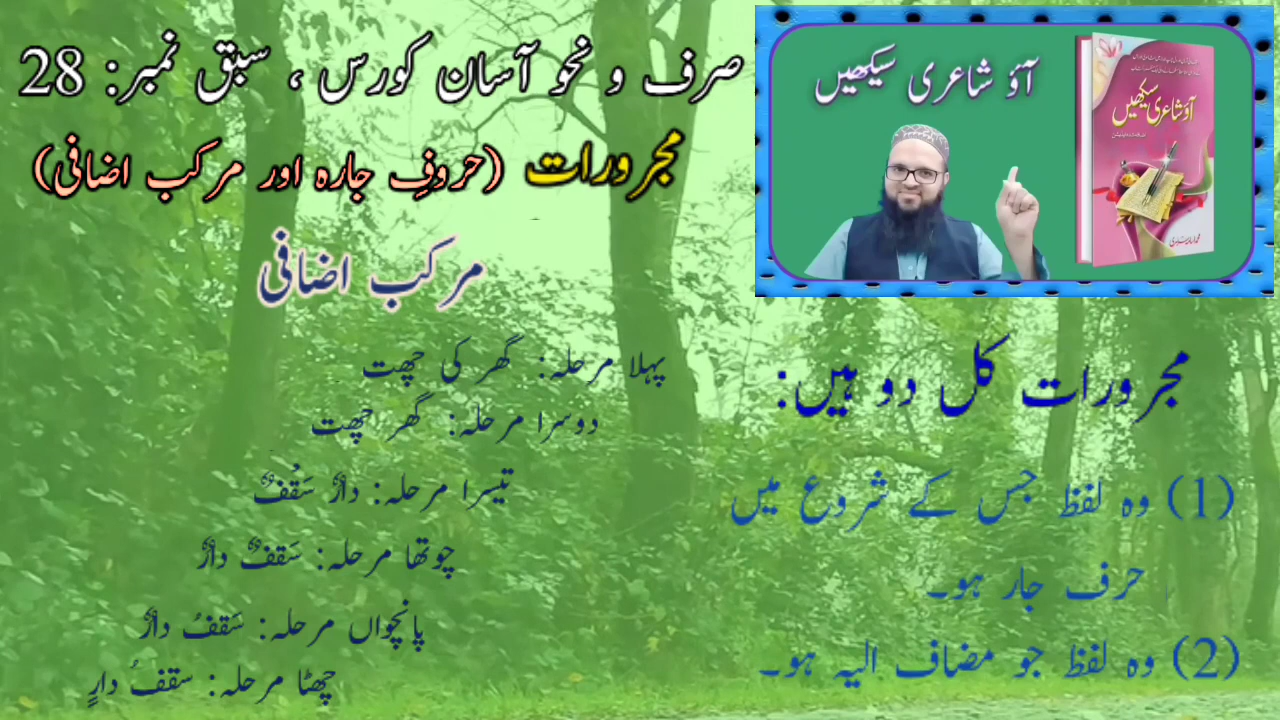 صرف و نحو آسان کورس ، سبق نمبر: 28
مجرورات (حروفِ جارہ اور مرکب اضافی)
آؤ شاعری سیکھیں
آؤ شاعری سیکھیں
مجرورات کل دو ہیں:
(1) وہ لفظ جس کے شروع میں
حرف جار ہو۔
(2) وہ لفظ جو مضاف الیہ ہو۔
مرکب اضافی
پہلا مرحلہ: گھر کی چھت
دوسرا مرحلہ: گھر چھت
تیسرا مرحلہ: دارٌ سَقْفٌ
چوتھا مرحلہ: سَقفٌ دارٌ
پانچواں مرحلہ: سَقفُ دارٌ
چھٹا مرحلہ: سقفُ دارٍ